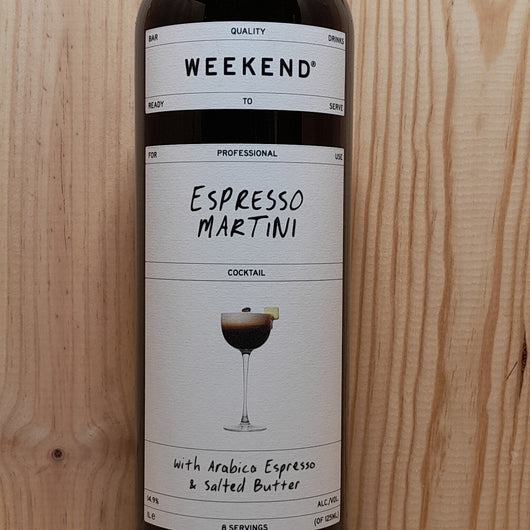 BAR QUALITY DRINKS
WEEKEND®
READY TO SERVE
FOR PROFESSIONAL USE
ESPRESSO
MARTINI
COCKTAIL
with Arabica Espresso
& Salted Butter
14.9% ALC./VOL.
1L e (OF 125ML)
8 SERVINGS